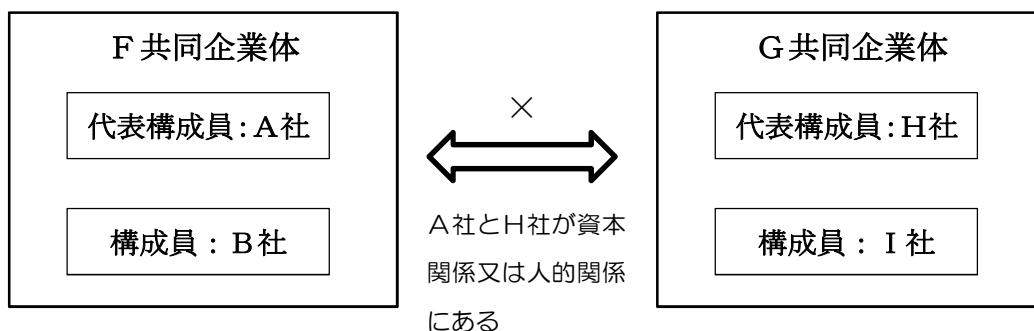 F共同企業体
代表構成員:A社
構成員:B社
×
A社とH社が資本
関係又は人的関係
にある
G共同企業体
代表構成員:H社
構成員:I社